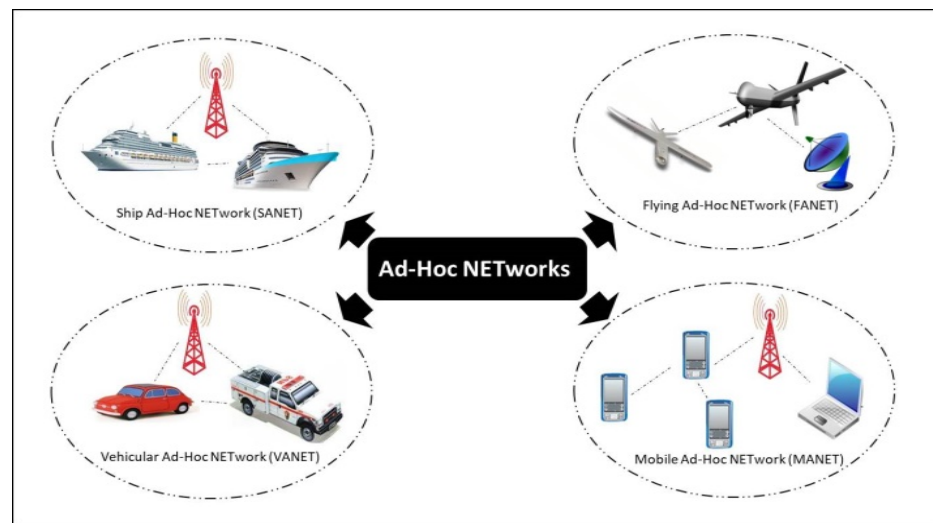 Ship Ad-Hoc NETwork (SANET)
Flying Ad-Hoc NETwork (FANET)
Ad-Hoc NETworks
Vehicular Ad-Hoc NETwork (VANET)
Mobile Ad-Hoc NETwork (MANET)